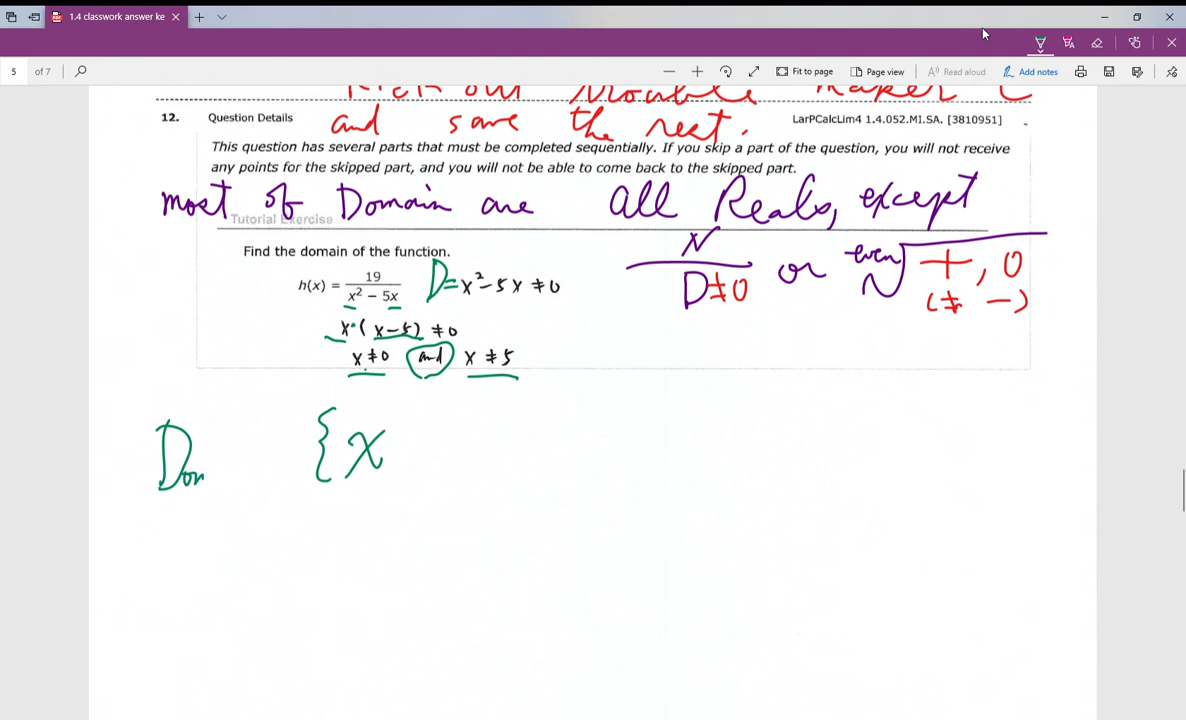 1.4 classwork answer ke
5 of 7 Fit to page Page view Read aloud Add notes
Kick out trouble maker
and save the rest.
12. Question Details LarPCalcLim4 1.4.052.MI.SA. [3810951]
This question has several parts that must be completed sequentially. If you skip a part of the question, you will not receive
any points for the skipped part, and you will not be able to come back to the skipped part.
most of Domain are all Reals, except
Tutorial Exercise
Find the domain of the function.
N/D≠0 or even√+, 0
N (≠ −)
h(x) = 19/(x² − 5x) D= x²−5x ≠0
x·(x−5) ≠0
x≠0 and x ≠5
Dom {x